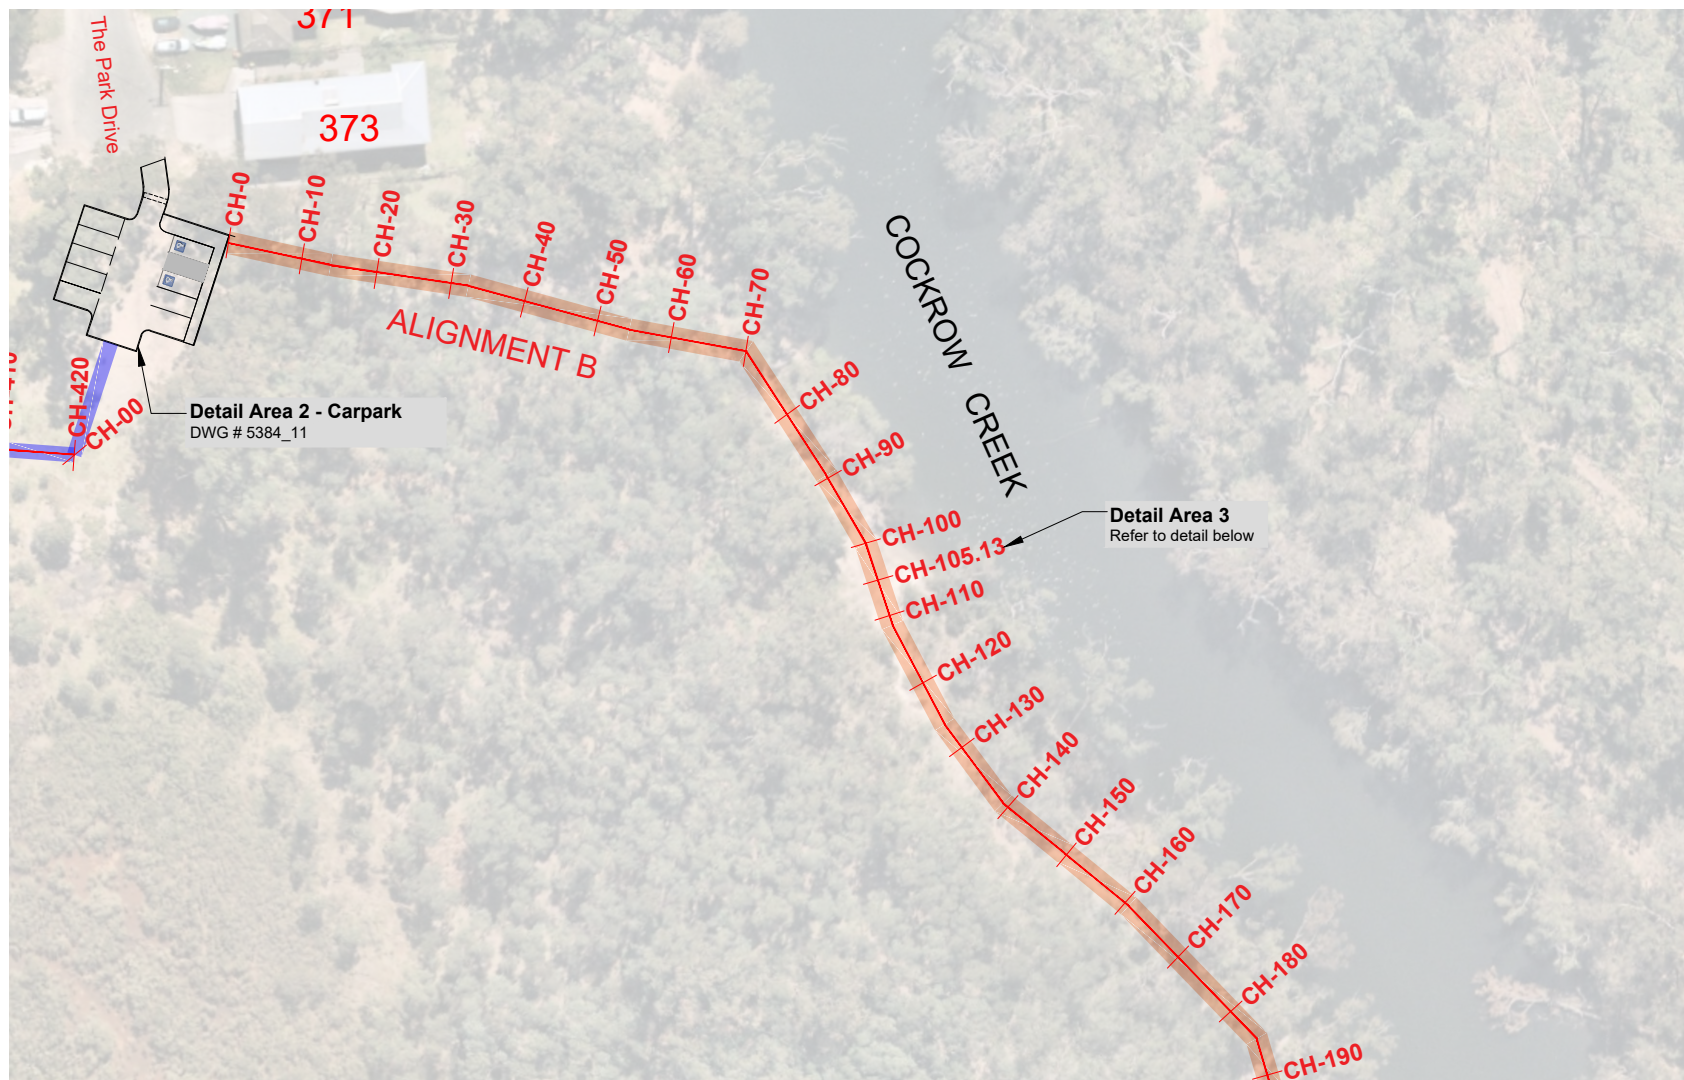 371
The Park Drive
373
CH-0
CH-10
CH-20
CH-30
CH-40
CH-50
CH-60
CH-70
ALIGNMENT B
COCKROW CREEK
CH-420
CH-00
Detail Area 2 - Carpark
DWG # 5384_11
CH-80
CH-90
CH-100
CH-105.13
Detail Area 3
Refer to detail below
CH-110
CH-120
CH-130
CH-140
CH-150
CH-160
CH-170
CH-180
CH-190